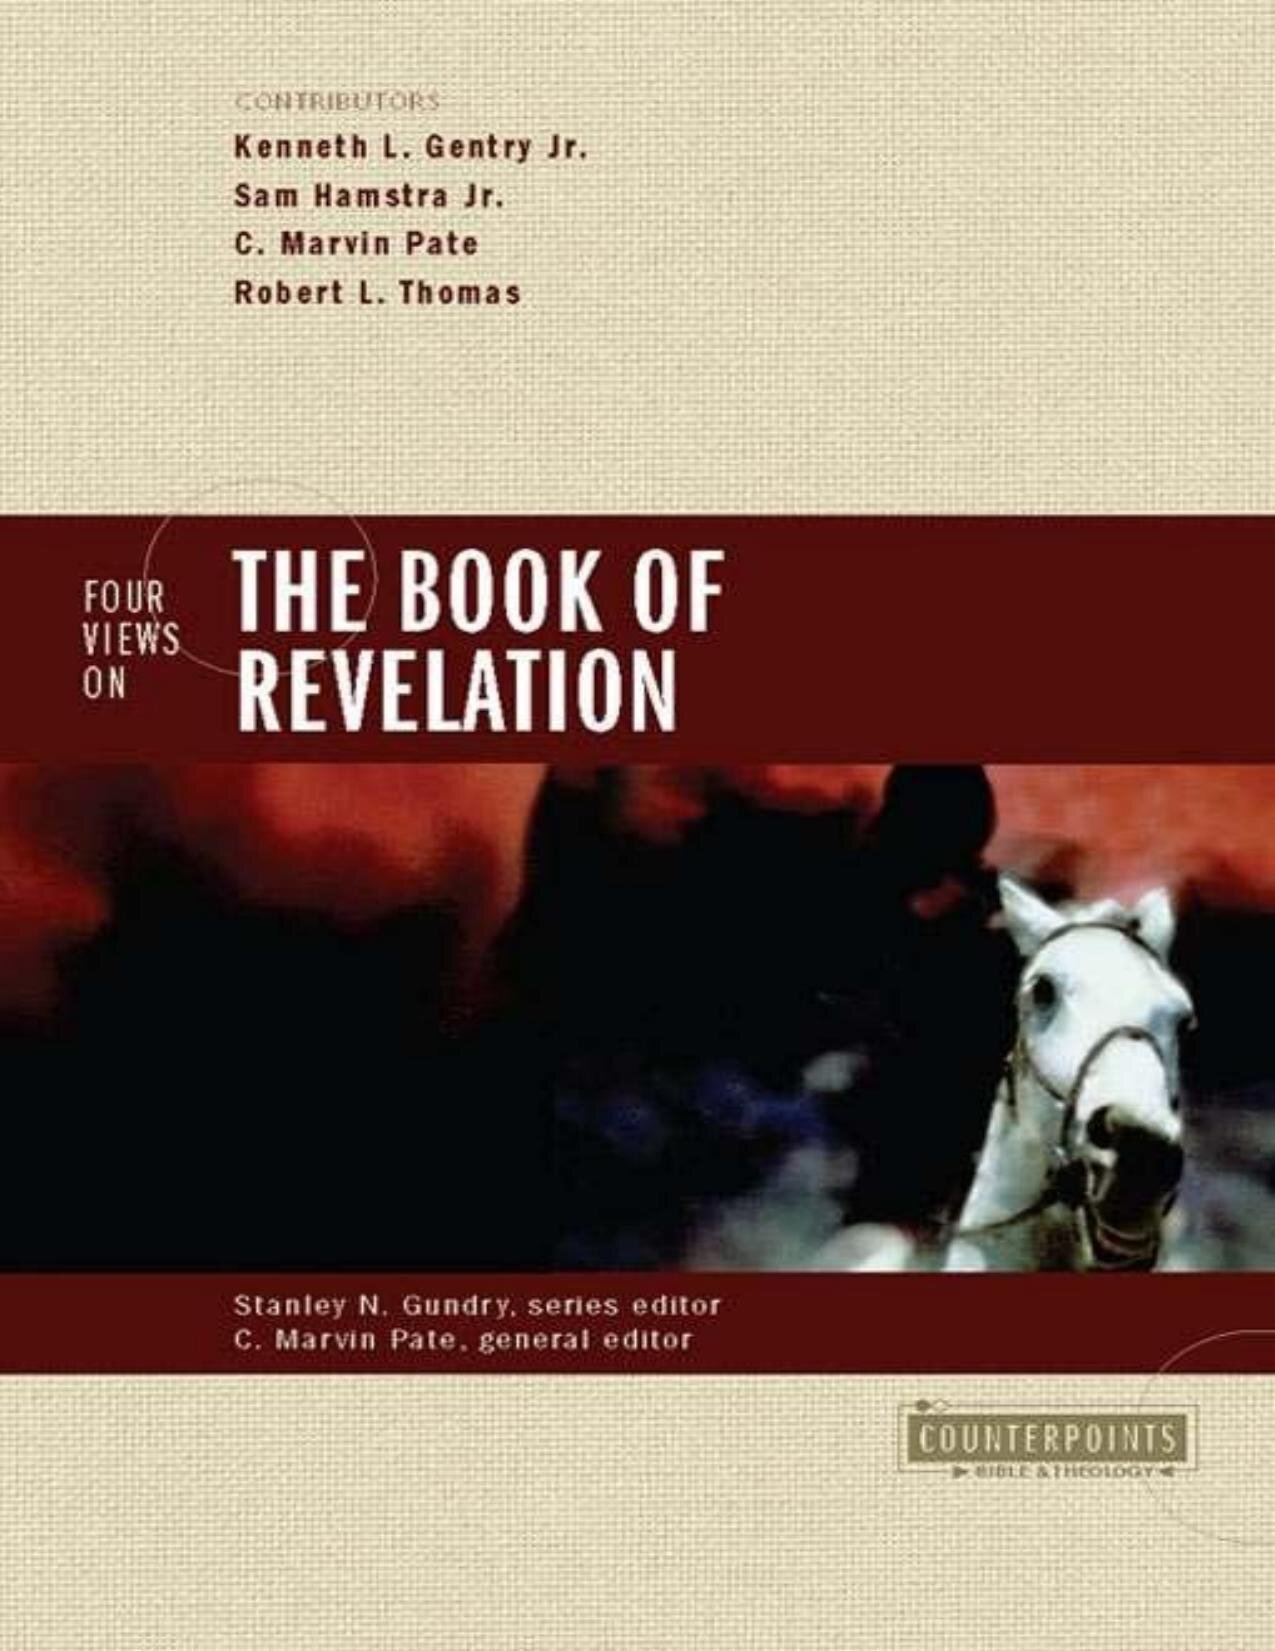 CONTRIBUTORS
Kenneth L. Gentry Jr.
Sam Hamstra Jr.
C. Marvin Pate
Robert L. Thomas
FOUR
VIEWS
ON
THE BOOK OF
REVELATION
Stanley N. Gundry, series editor
C. Marvin Pate, general editor
COUNTERPOINTS
BIBLE & THEOLOGY